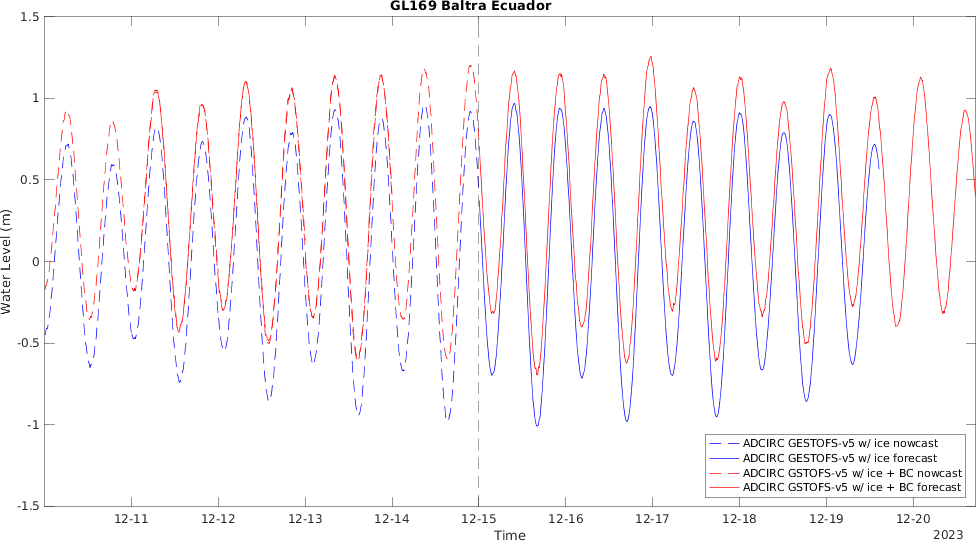 GL169 Baltra Ecuador
1.5
1
0.5
0
-0.5
-1
-1.5
Water Level (m)
ADCIRC GESTOFS-v5 w/ ice nowcast
ADCIRC GESTOFS-v5 w/ ice forecast
ADCIRC GSTOFS-v5 w/ ice + BC nowcast
ADCIRC GSTOFS-v5 w/ ice + BC forecast
12-11 12-12 12-13 12-14 12-15 12-16 12-17 12-18 12-19 12-20
Time
2023